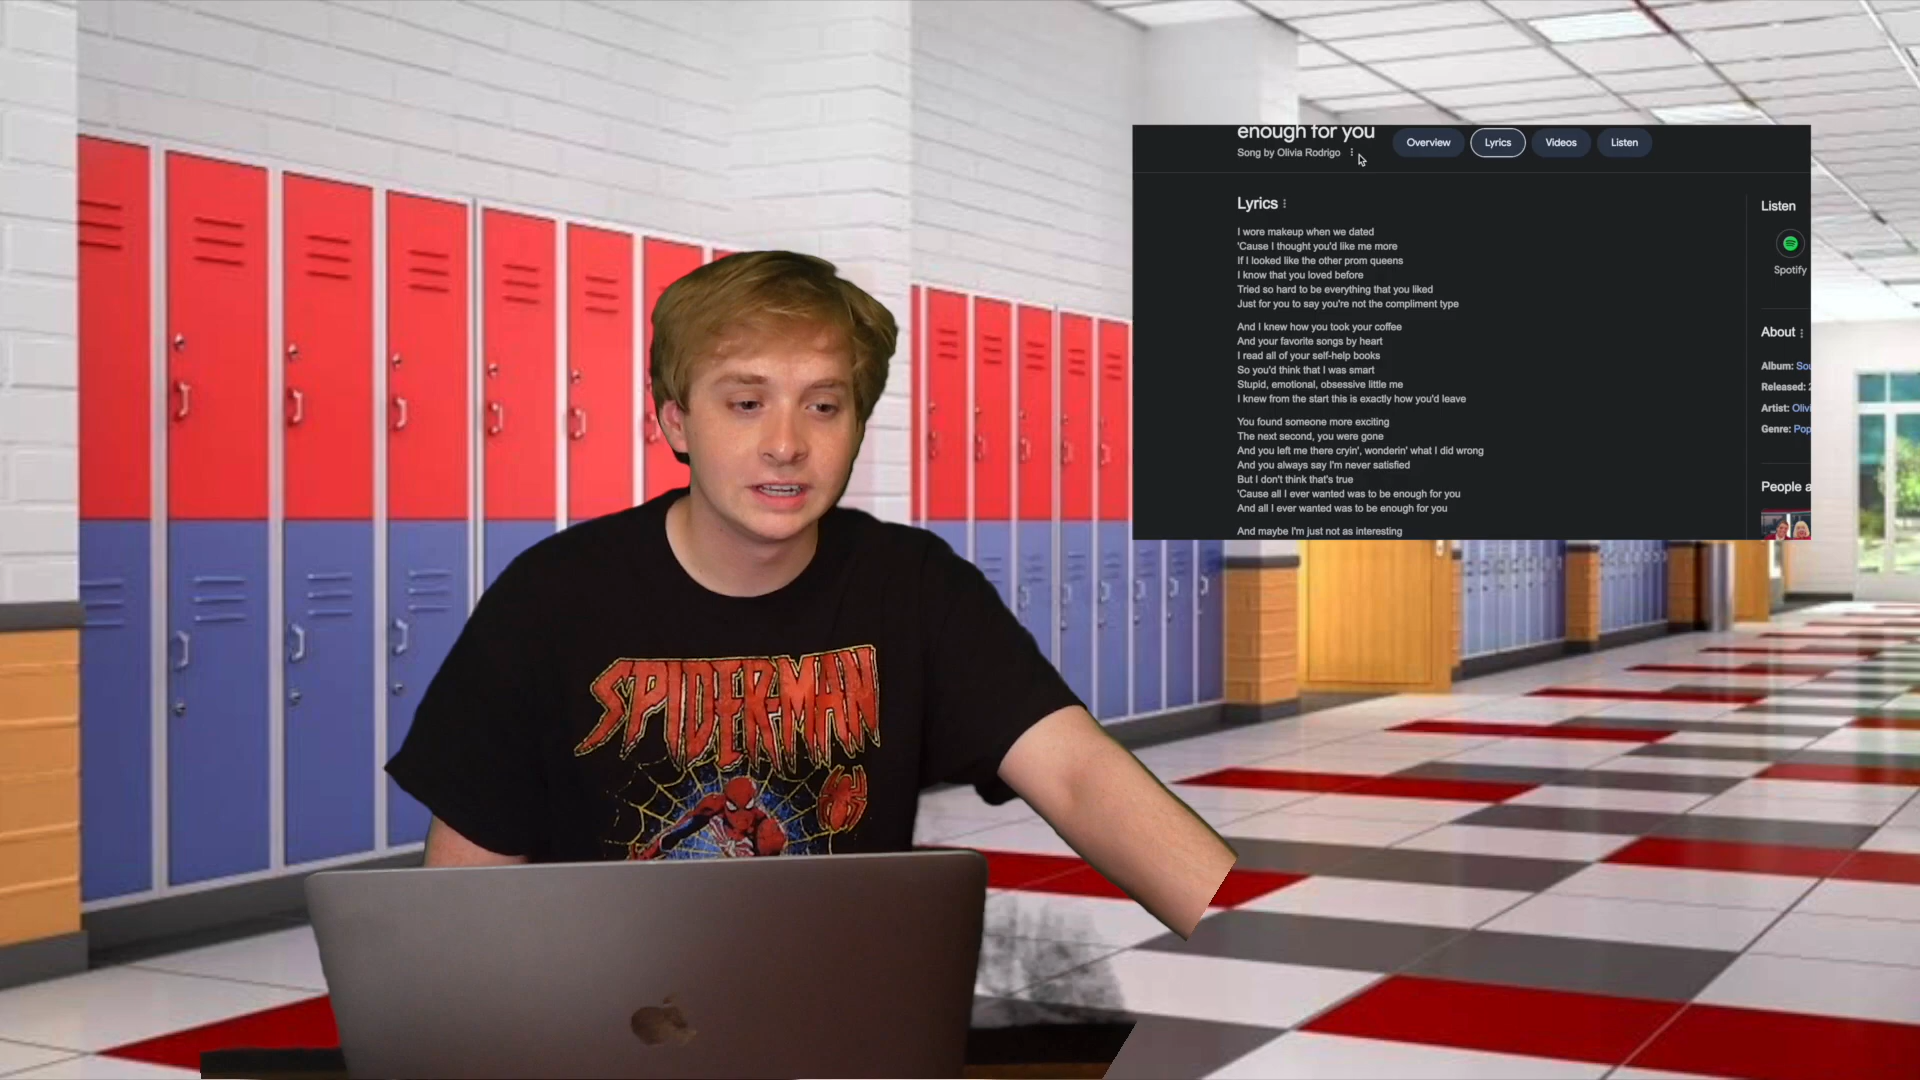 enough for you
Song by Olivia Rodrigo
Overview
Lyrics
Videos
Listen
Lyrics
I wore makeup when we dated
'Cause I thought you'd like me more
If I looked like the other prom queens
I know that you loved before
Tried so hard to be everything that you liked
Just for you to say you're not the compliment type
And I knew how you took your coffee
And your favorite songs by heart
I read all of your self-help books
So you'd think that I was smart
Stupid, emotional, obsessive little me
I knew from the start this is exactly how you'd leave
You found someone more exciting
The next second, you were gone
And you left me there cryin', wonderin' what I did wrong
And you always say I'm never satisfied
But I don't think that's true
'Cause all I ever wanted was to be enough for you
And all I ever wanted was to be enough for you
And maybe I'm just not as interesting
Listen
Spotify
About
Album: Sou
Released: 2
Artist: Olivi
Genre: Pop
People a
SPIDER-MAN